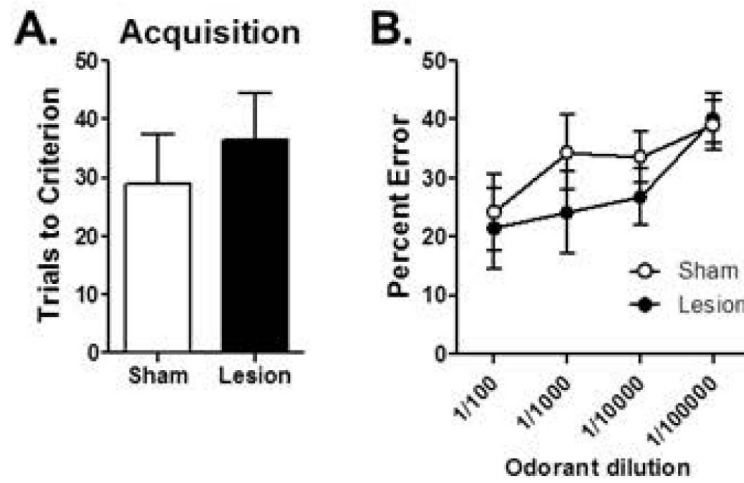 A. Acquisition
Trials to Criterion
50
40
30
20
10
0
Sham Lesion
B.
Percent Error
50
40
30
20
10
0
Sham
Lesion
1/100 1/1000 1/10000 1/100000
Odorant dilution